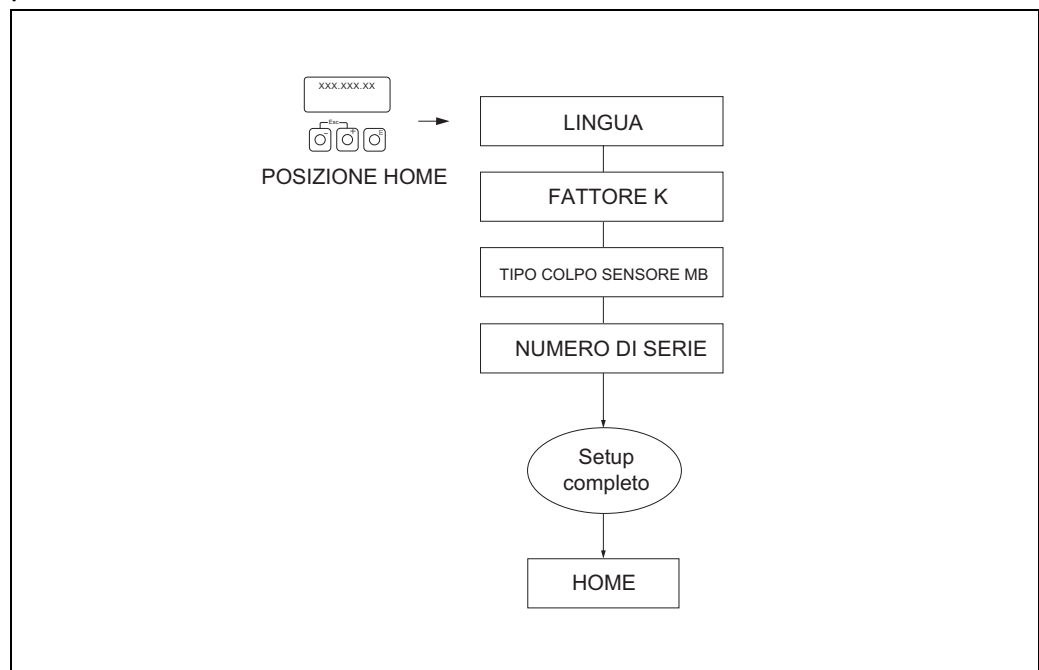 xxx.xxx.xx
Esc
- + E
POSIZIONE HOME
LINGUA
FATTORE K
TIPO COLPO SENSORE MB
NUMERO DI SERIE
Setup
completo
HOME